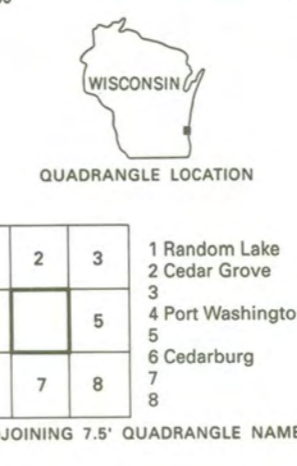 WISCONSIN
QUADRANGLE LOCATION
2 3
5
7 8
1 Random Lake
2 Cedar Grove
3
4 Port Washingto
5
6 Cedarburg
7
8
JOINING 7.5' QUADRANGLE NAME